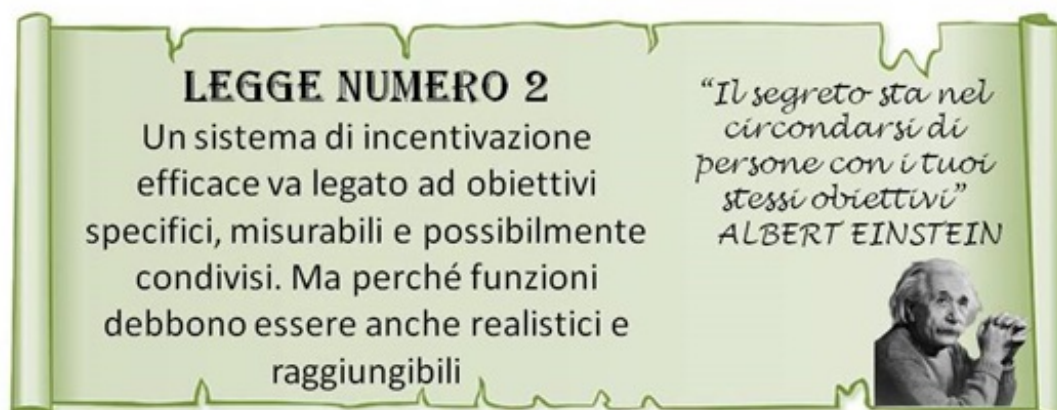 LEGGE NUMERO 2
Un sistema di incentivazione
efficace va legato ad obiettivi
specifici, misurabili e possibilmente
condivisi. Ma perché funzioni
debbono essere anche realistici e
raggiungibili
“Il segreto sta nel
circondarsi di
persone con i tuoi
stessi obiettivi”
ALBERT EINSTEIN